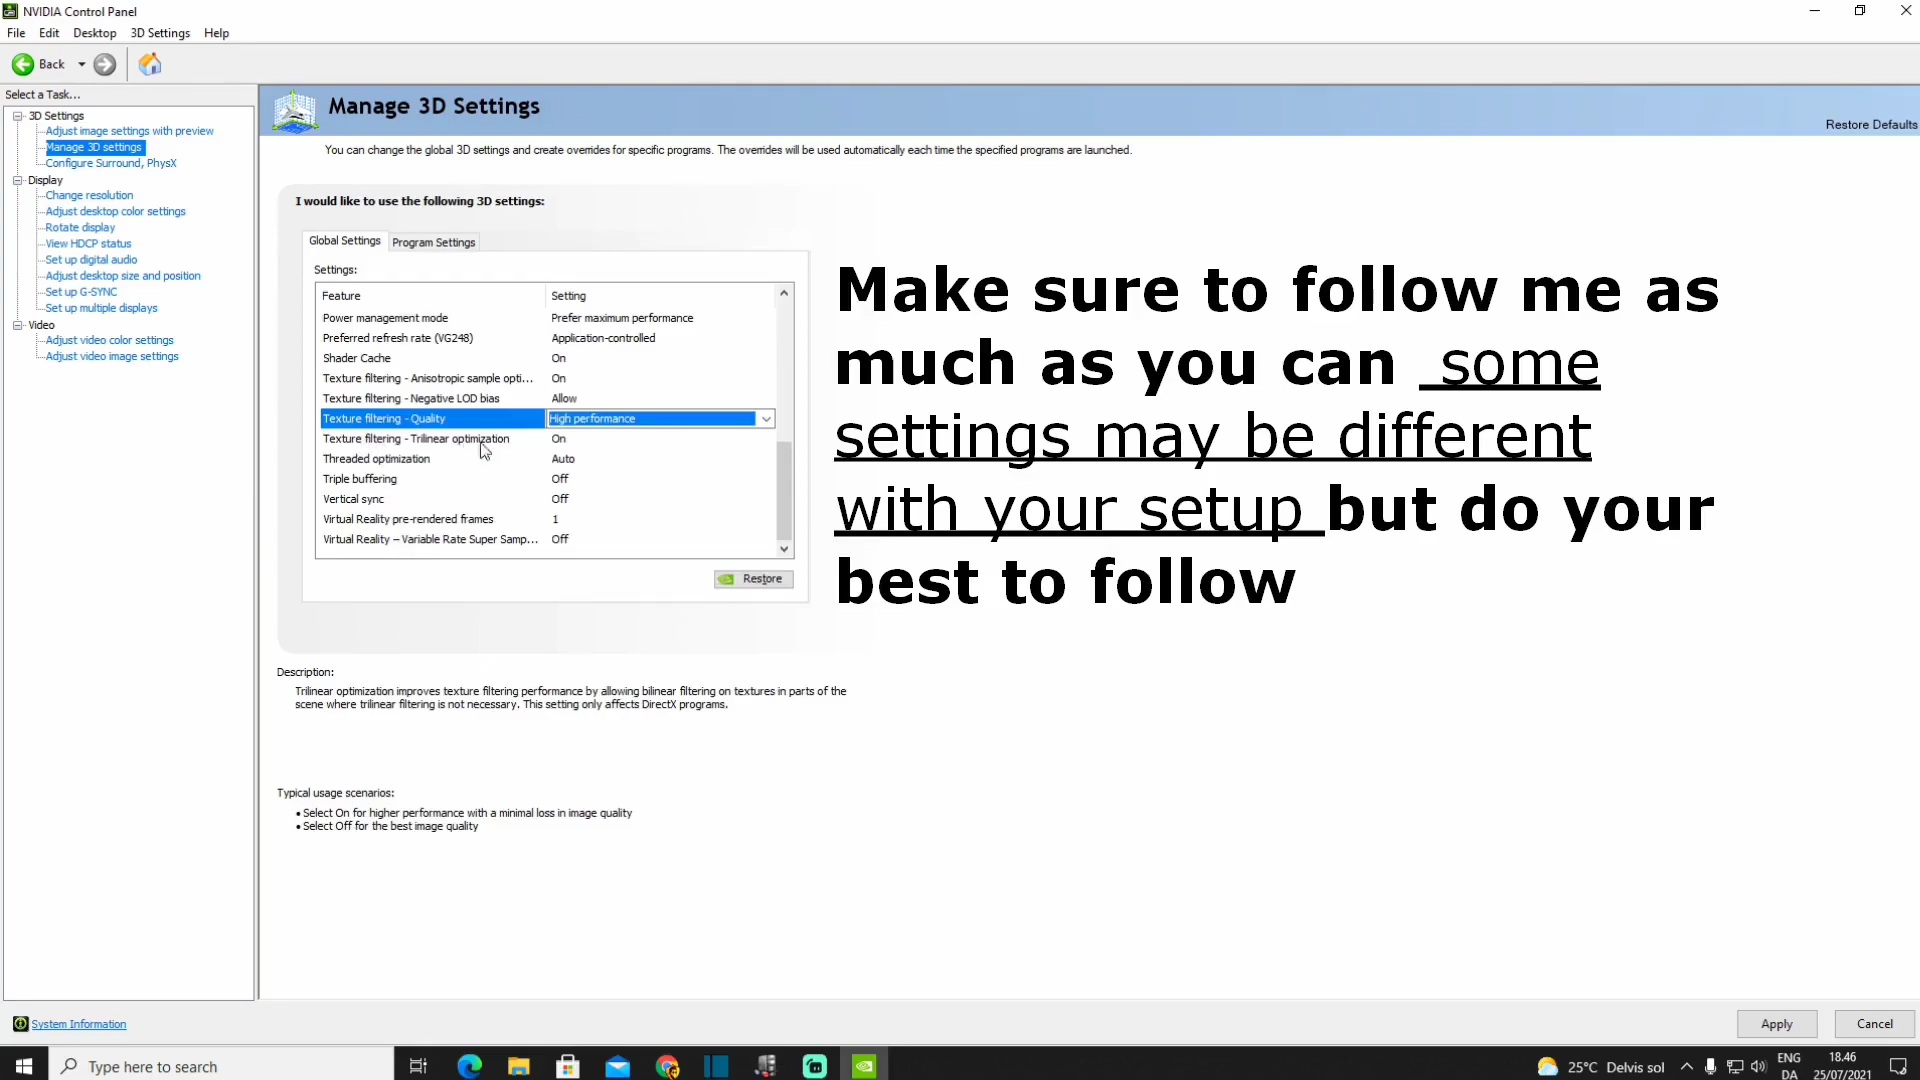 NVIDIA Control Panel
File Edit Desktop 3D Settings Help
Back
Select a Task...
3D Settings
Adjust image settings with preview
Manage 3D settings
Configure Surround, PhysX
Display
Change resolution
Adjust desktop color settings
Rotate display
View HDCP status
Set up digital audio
Adjust desktop size and position
Set up G-SYNC
Set up multiple displays
Video
Adjust video color settings
Adjust video image settings
Manage 3D Settings
Restore Defaults
You can change the global 3D settings and create overrides for specific programs. The overrides will be used automatically each time the specified programs are launched.
I would like to use the following 3D settings:
Global Settings Program Settings
Settings:
Feature Setting
Power management mode Prefer maximum performance
Preferred refresh rate (VG248) Application-controlled
Shader Cache On
Texture filtering - Anisotropic sample opti... On
Texture filtering - Negative LOD bias Allow
Texture filtering - Quality High performance
Texture filtering - Trilinear optimization On
Threaded optimization Auto
Triple buffering Off
Vertical sync Off
Virtual Reality pre-rendered frames 1
Virtual Reality – Variable Rate Super Samp... Off
Restore
Make sure to follow me as
much as you can some
settings may be different
with your setup but do your
best to follow
Description:
Trilinear optimization improves texture filtering performance by allowing bilinear filtering on textures in parts of the
scene where trilinear filtering is not necessary. This setting only affects DirectX programs.
Typical usage scenarios:
• Select On for higher performance with a minimal loss in image quality
• Select Off for the best image quality
System Information
Apply Cancel
Type here to search
25°C Delvis sol
ENG
DA
18.46
25/07/2021